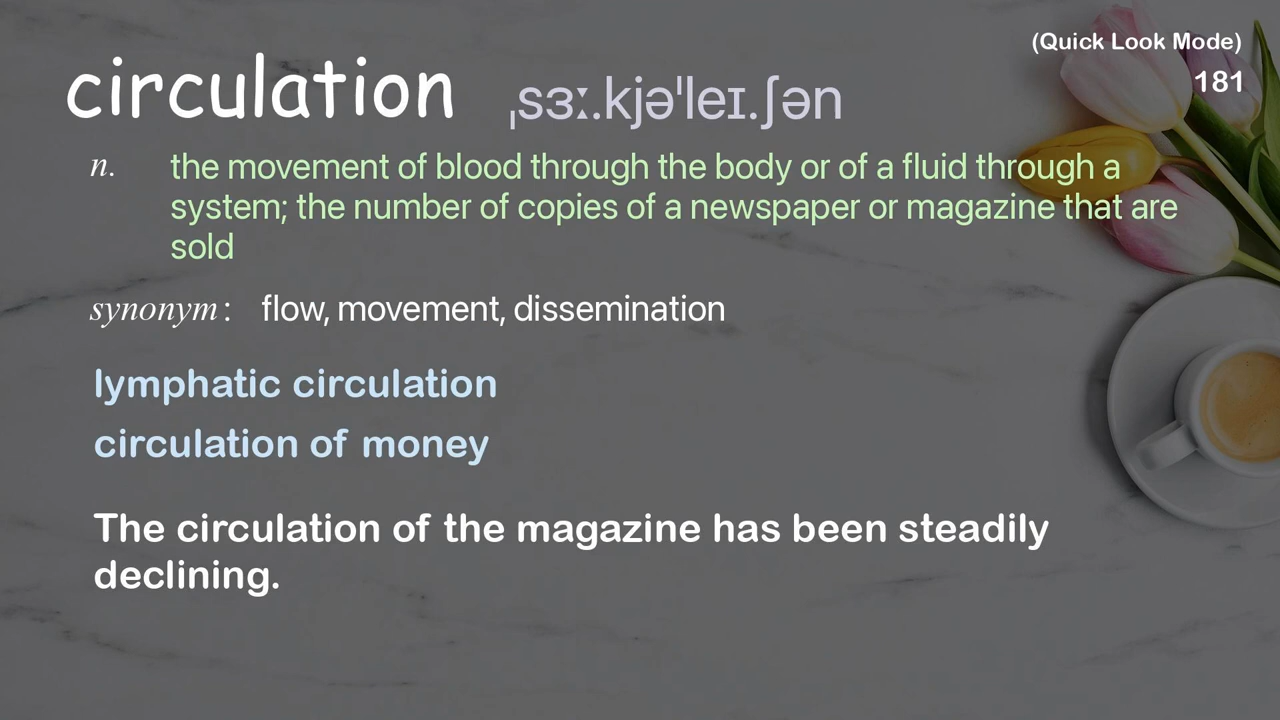 (Quick Look Mode)
circulation ˌsɜː.kjəˈleɪ.ʃən 181
n. the movement of blood through the body or of a fluid through a
system; the number of copies of a newspaper or magazine that are
sold
synonym: flow, movement, dissemination
lymphatic circulation
circulation of money
The circulation of the magazine has been steadily
declining.